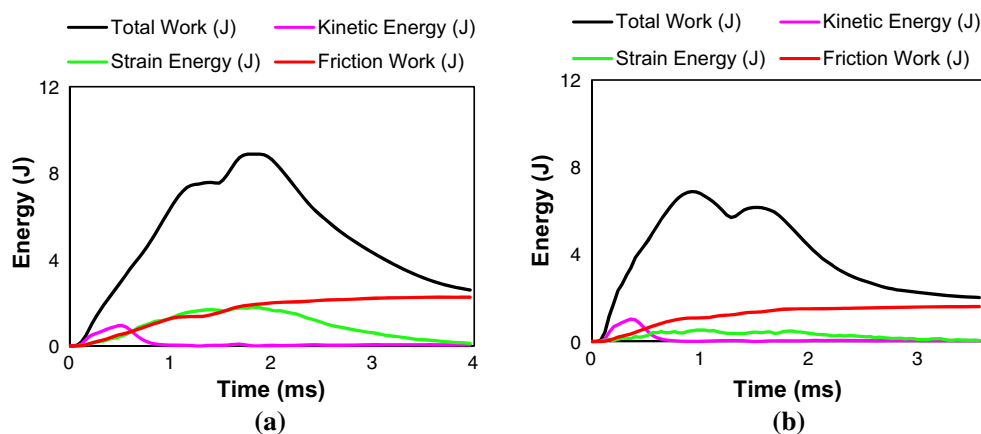 Total Work (J) Kinetic Energy (J)
Strain Energy (J) Friction Work (J)
12
8
4
0
Energy (J)
0 1 2 3 4
Time (ms)
(a)
Total Work (J) Kinetic Energy (J)
Strain Energy (J) Friction Work (J)
12
8
4
0
Energy (J)
0 1 2 3
Time (ms)
(b)